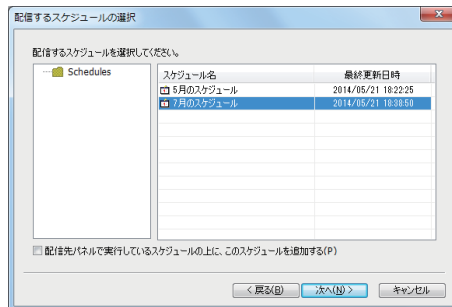 配信するスケジュールの選択
配信するスケジュールを選択してください。
Schedules
スケジュール名 最終更新日時
5月のスケジュール 2014/05/21 18:22:25
7月のスケジュール 2014/05/21 18:38:50
配信先パネルで実行しているスケジュールの上に、このスケジュールを追加する(P)
< 戻る(B) 次へ(N) > キャンセル